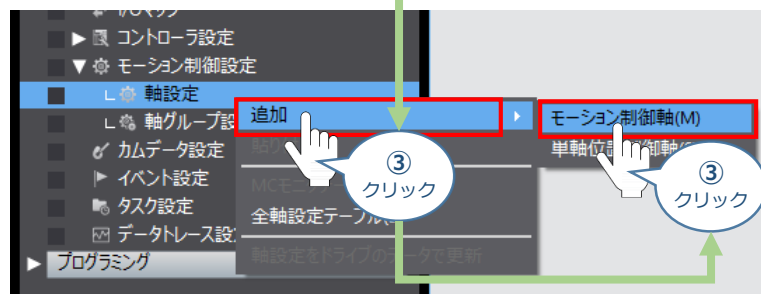 I/Oマップ
コントローラ設定
モーション制御設定
軸設定
軸グループ設
カムデータ設定
イベント設定
タスク設定
データトレース設
プログラミング
追加
貼り
MCモニ
全軸設定テーブル
軸設定をドライブのデータで更新
モーション制御軸(M)
単軸位
御軸
③
クリック
③
クリック